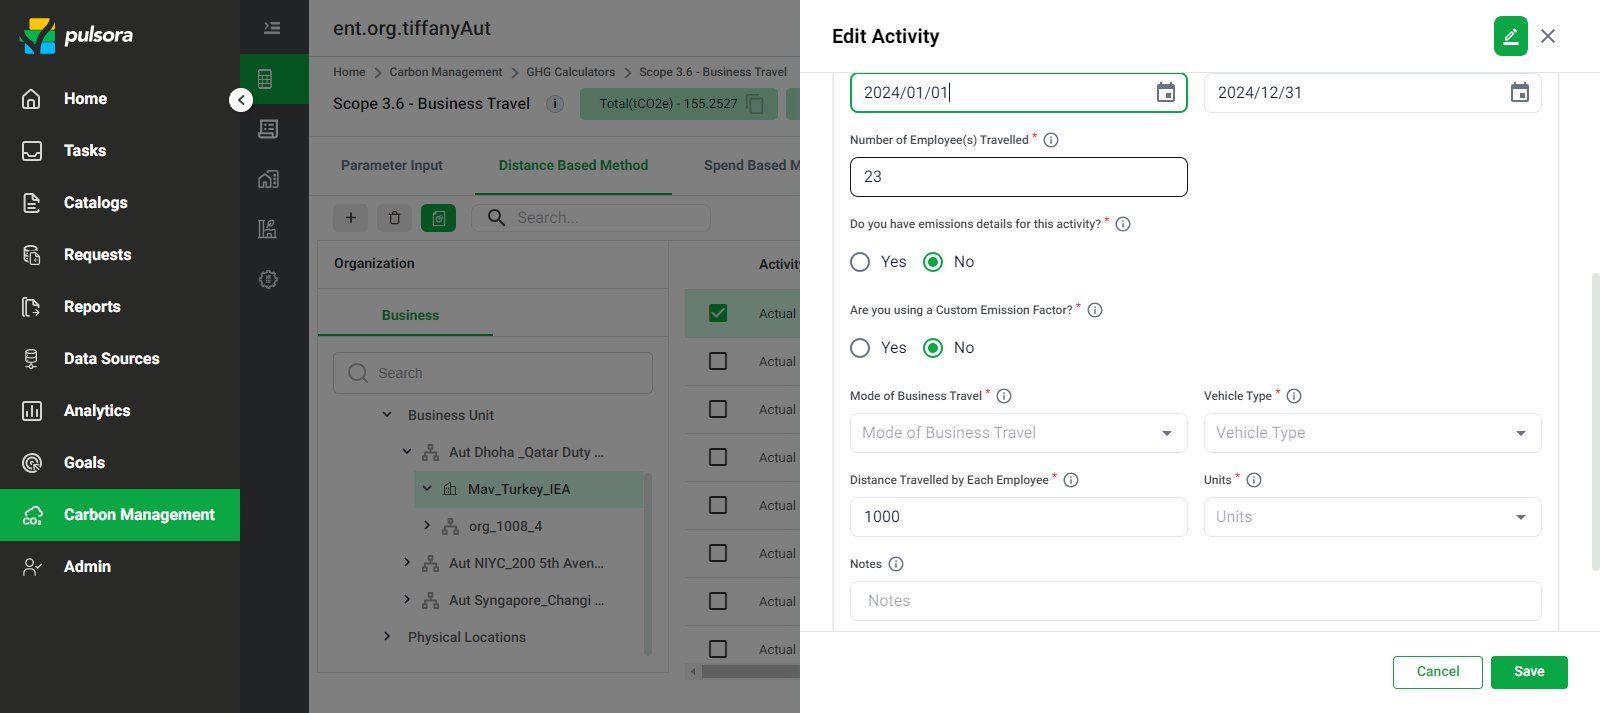 pulsora
Home
Tasks
Catalogs
Requests
Reports
Data Sources
Analytics
Goals
Carbon Management
Admin
ent.org.tiffanyAut
Home > Carbon Management > GHG Calculators > Scope 3.6 - Business Travel
Scope 3.6 - Business Travel
Total(tCO2e) - 155.2527
Parameter Input
Distance Based Method
Spend Based M
Search...
Organization
Business
Search
Business Unit
Aut Dhoha _Qatar Duty ...
Mav_Turkey_IEA
org_1008_4
Aut NIYC_200 5th Aven...
Aut Syngapore_Changi ...
Physical Locations
Activity
Actual
Actual
Actual
Actual
Actual
Actual
Actual
Actual
Edit Activity
2024/01/01
2024/12/31
Number of Employee(s) Travelled *
23
Do you have emissions details for this activity? *
Yes
No
Are you using a Custom Emission Factor? *
Yes
No
Mode of Business Travel *
Vehicle Type *
Mode of Business Travel
Vehicle Type
Distance Travelled by Each Employee *
Units *
1000
Units
Notes
Notes
Cancel
Save